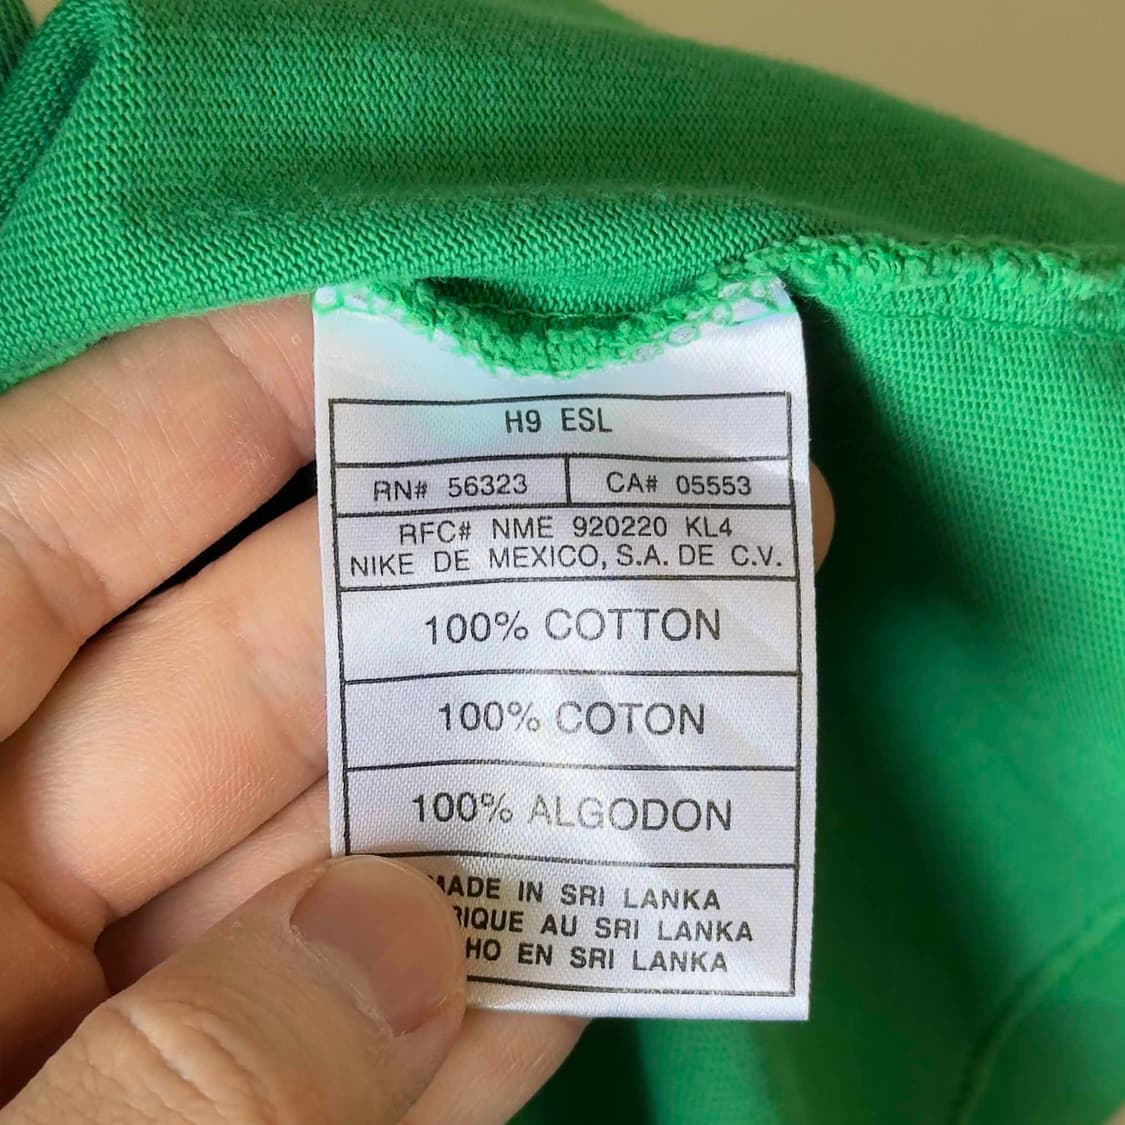 H9 ESL
RN# 56323 CA# 05553
RFC# NME 920220 KL4
NIKE DE MEXICO, S.A. DE C.V.
100% COTTON
100% COTON
100% ALGODON
MADE IN SRI LANKA
AU SRI LANKA
EN SRI LANKA